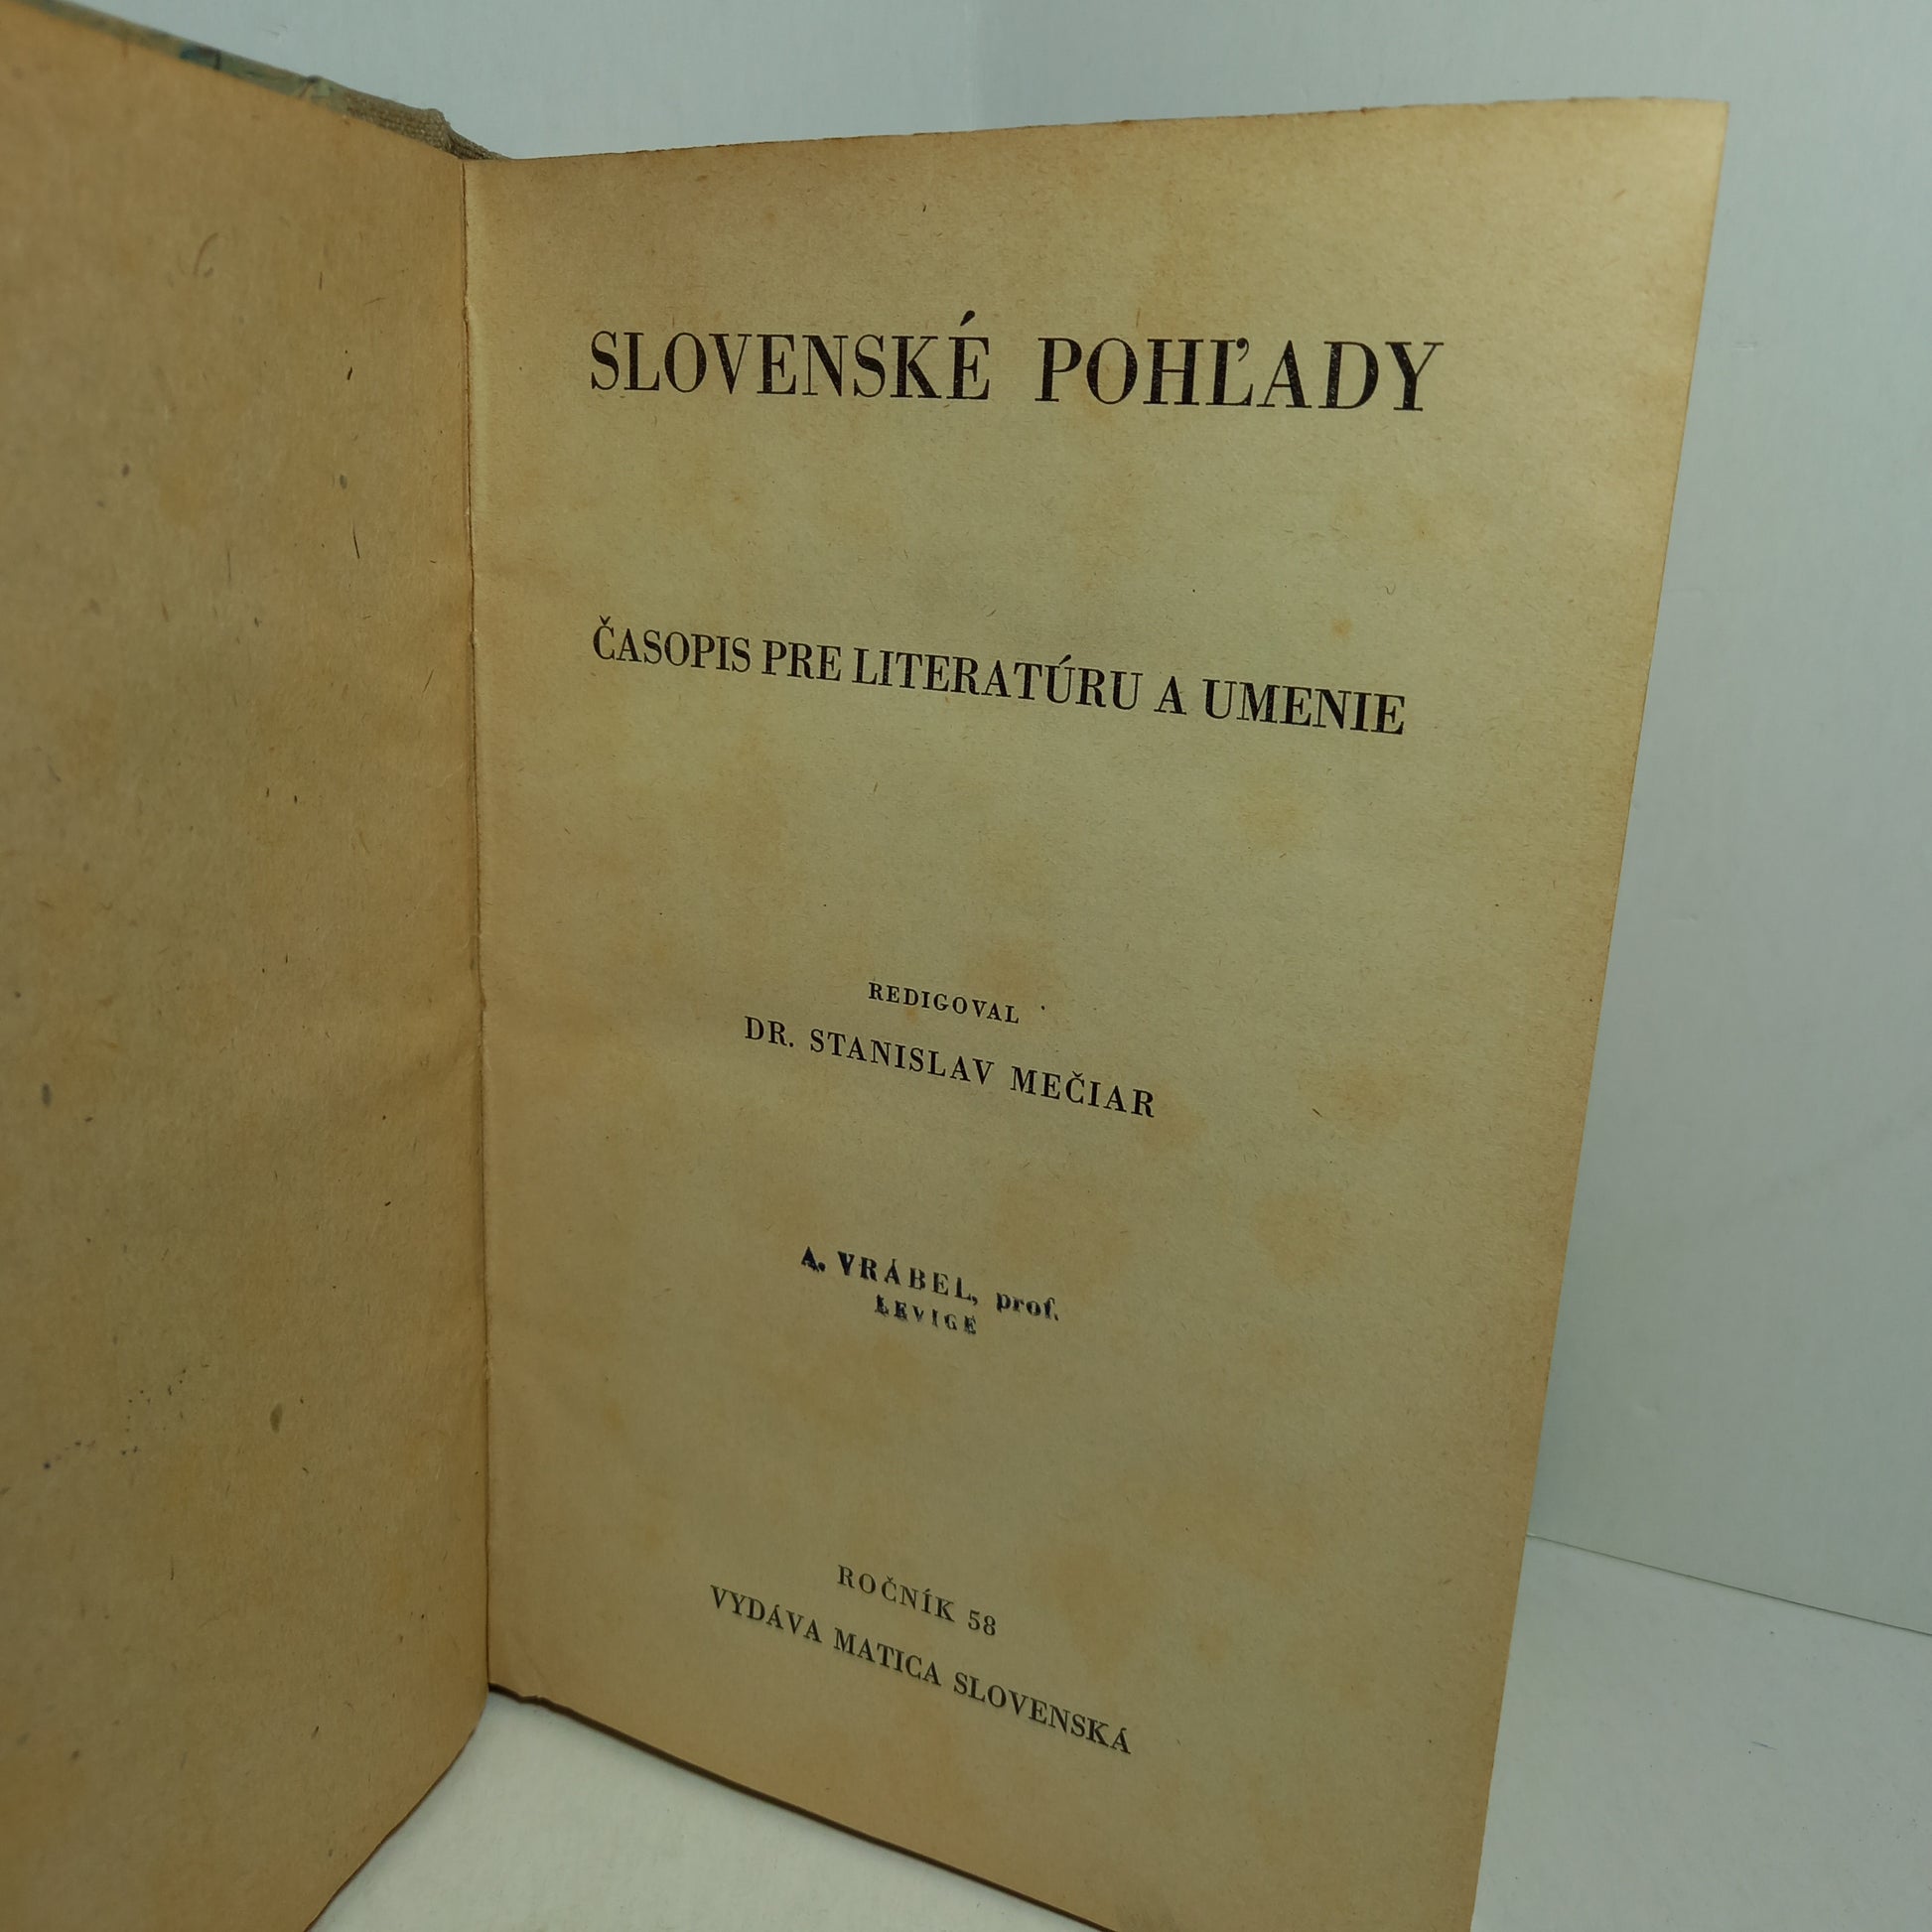 SLOVENSKÉ POHĽADY
ČASOPIS PRE LITERATÚRU A UMENIE
REDIGOVAL
DR. STANISLAV MEČIAR
A. VRÁBEL, prof.
LEVICE
ROČNÍK 58
VYDÁVA MATICA SLOVENSKÁ